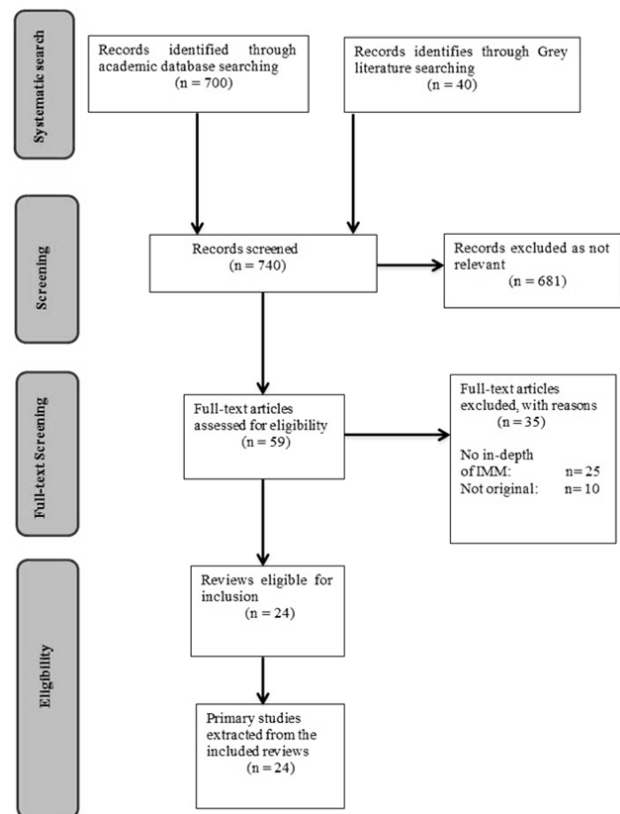 Systematic search
Records identified through
academic database searching
(n = 700)
Records identifies through Grey
literature searching
(n = 40)
Screening
Records screened
(n = 740)
Records excluded as not
relevant
(n = 681)
Full-text Screening
Full-text articles
assessed for eligibility
(n = 59)
Full-text articles
excluded, with reasons
(n = 35)
No in-depth
of IMM: n= 25
Not original: n= 10
Eligibility
Reviews eligible for
inclusion
(n = 24)
Primary studies
extracted from the
included reviews
(n = 24)